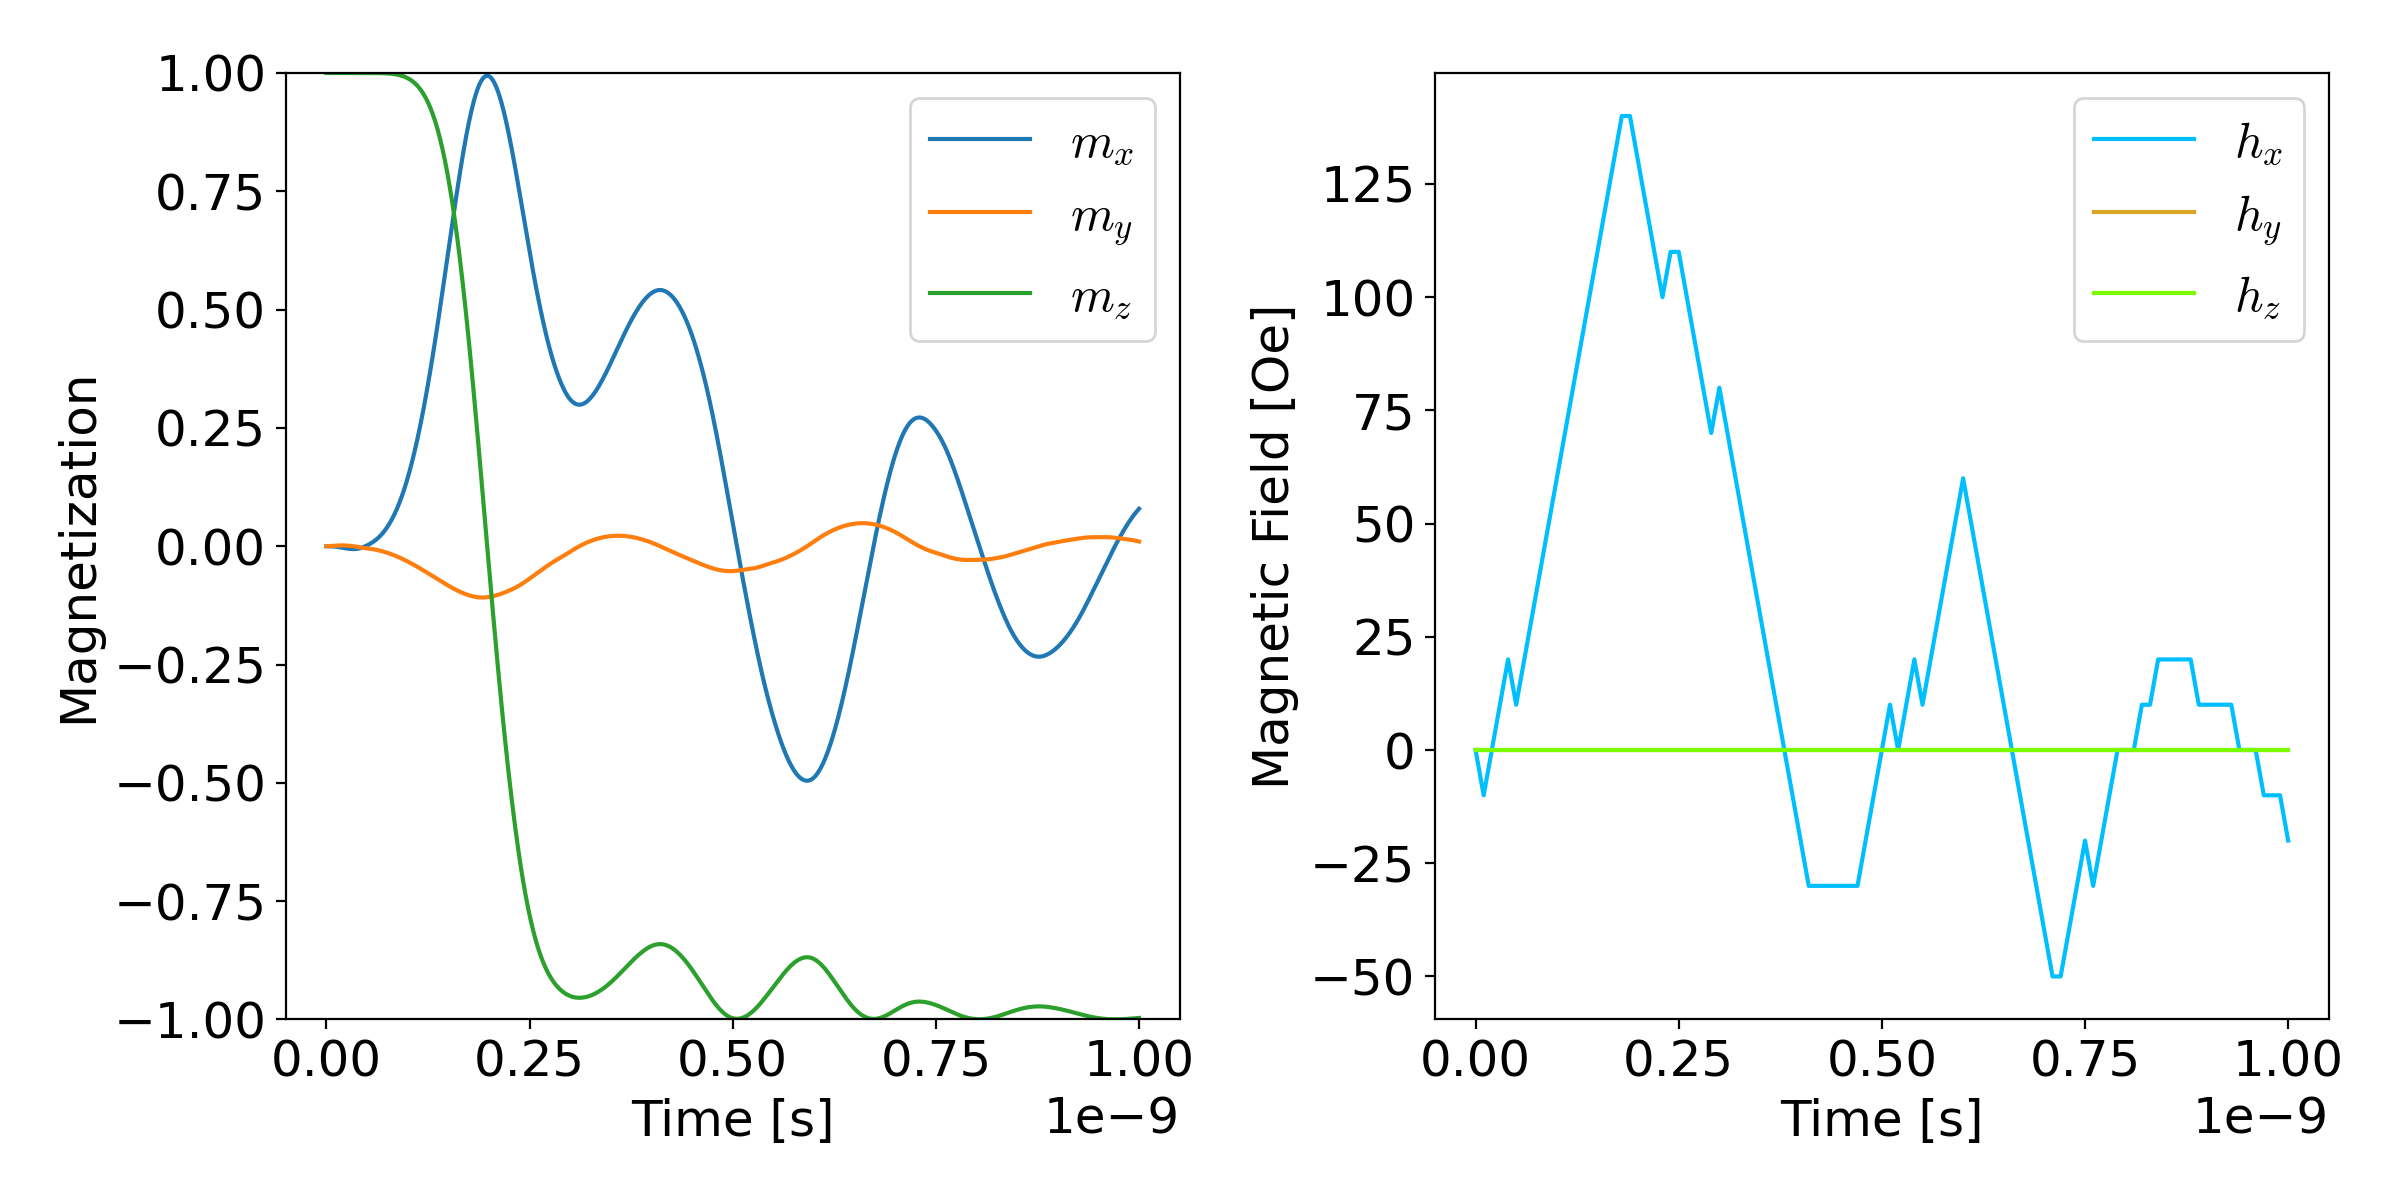 Magnetization
1.00
0.75
0.50
0.25
0.00
−0.25
−0.50
−0.75
−1.00
0.00 0.25 0.50 0.75 1.00
Time [s]
1e−9
m_x
m_y
m_z
Magnetic Field [Oe]
125
100
75
50
25
0
−25
−50
0.00 0.25 0.50 0.75 1.00
Time [s]
1e−9
h_x
h_y
h_z